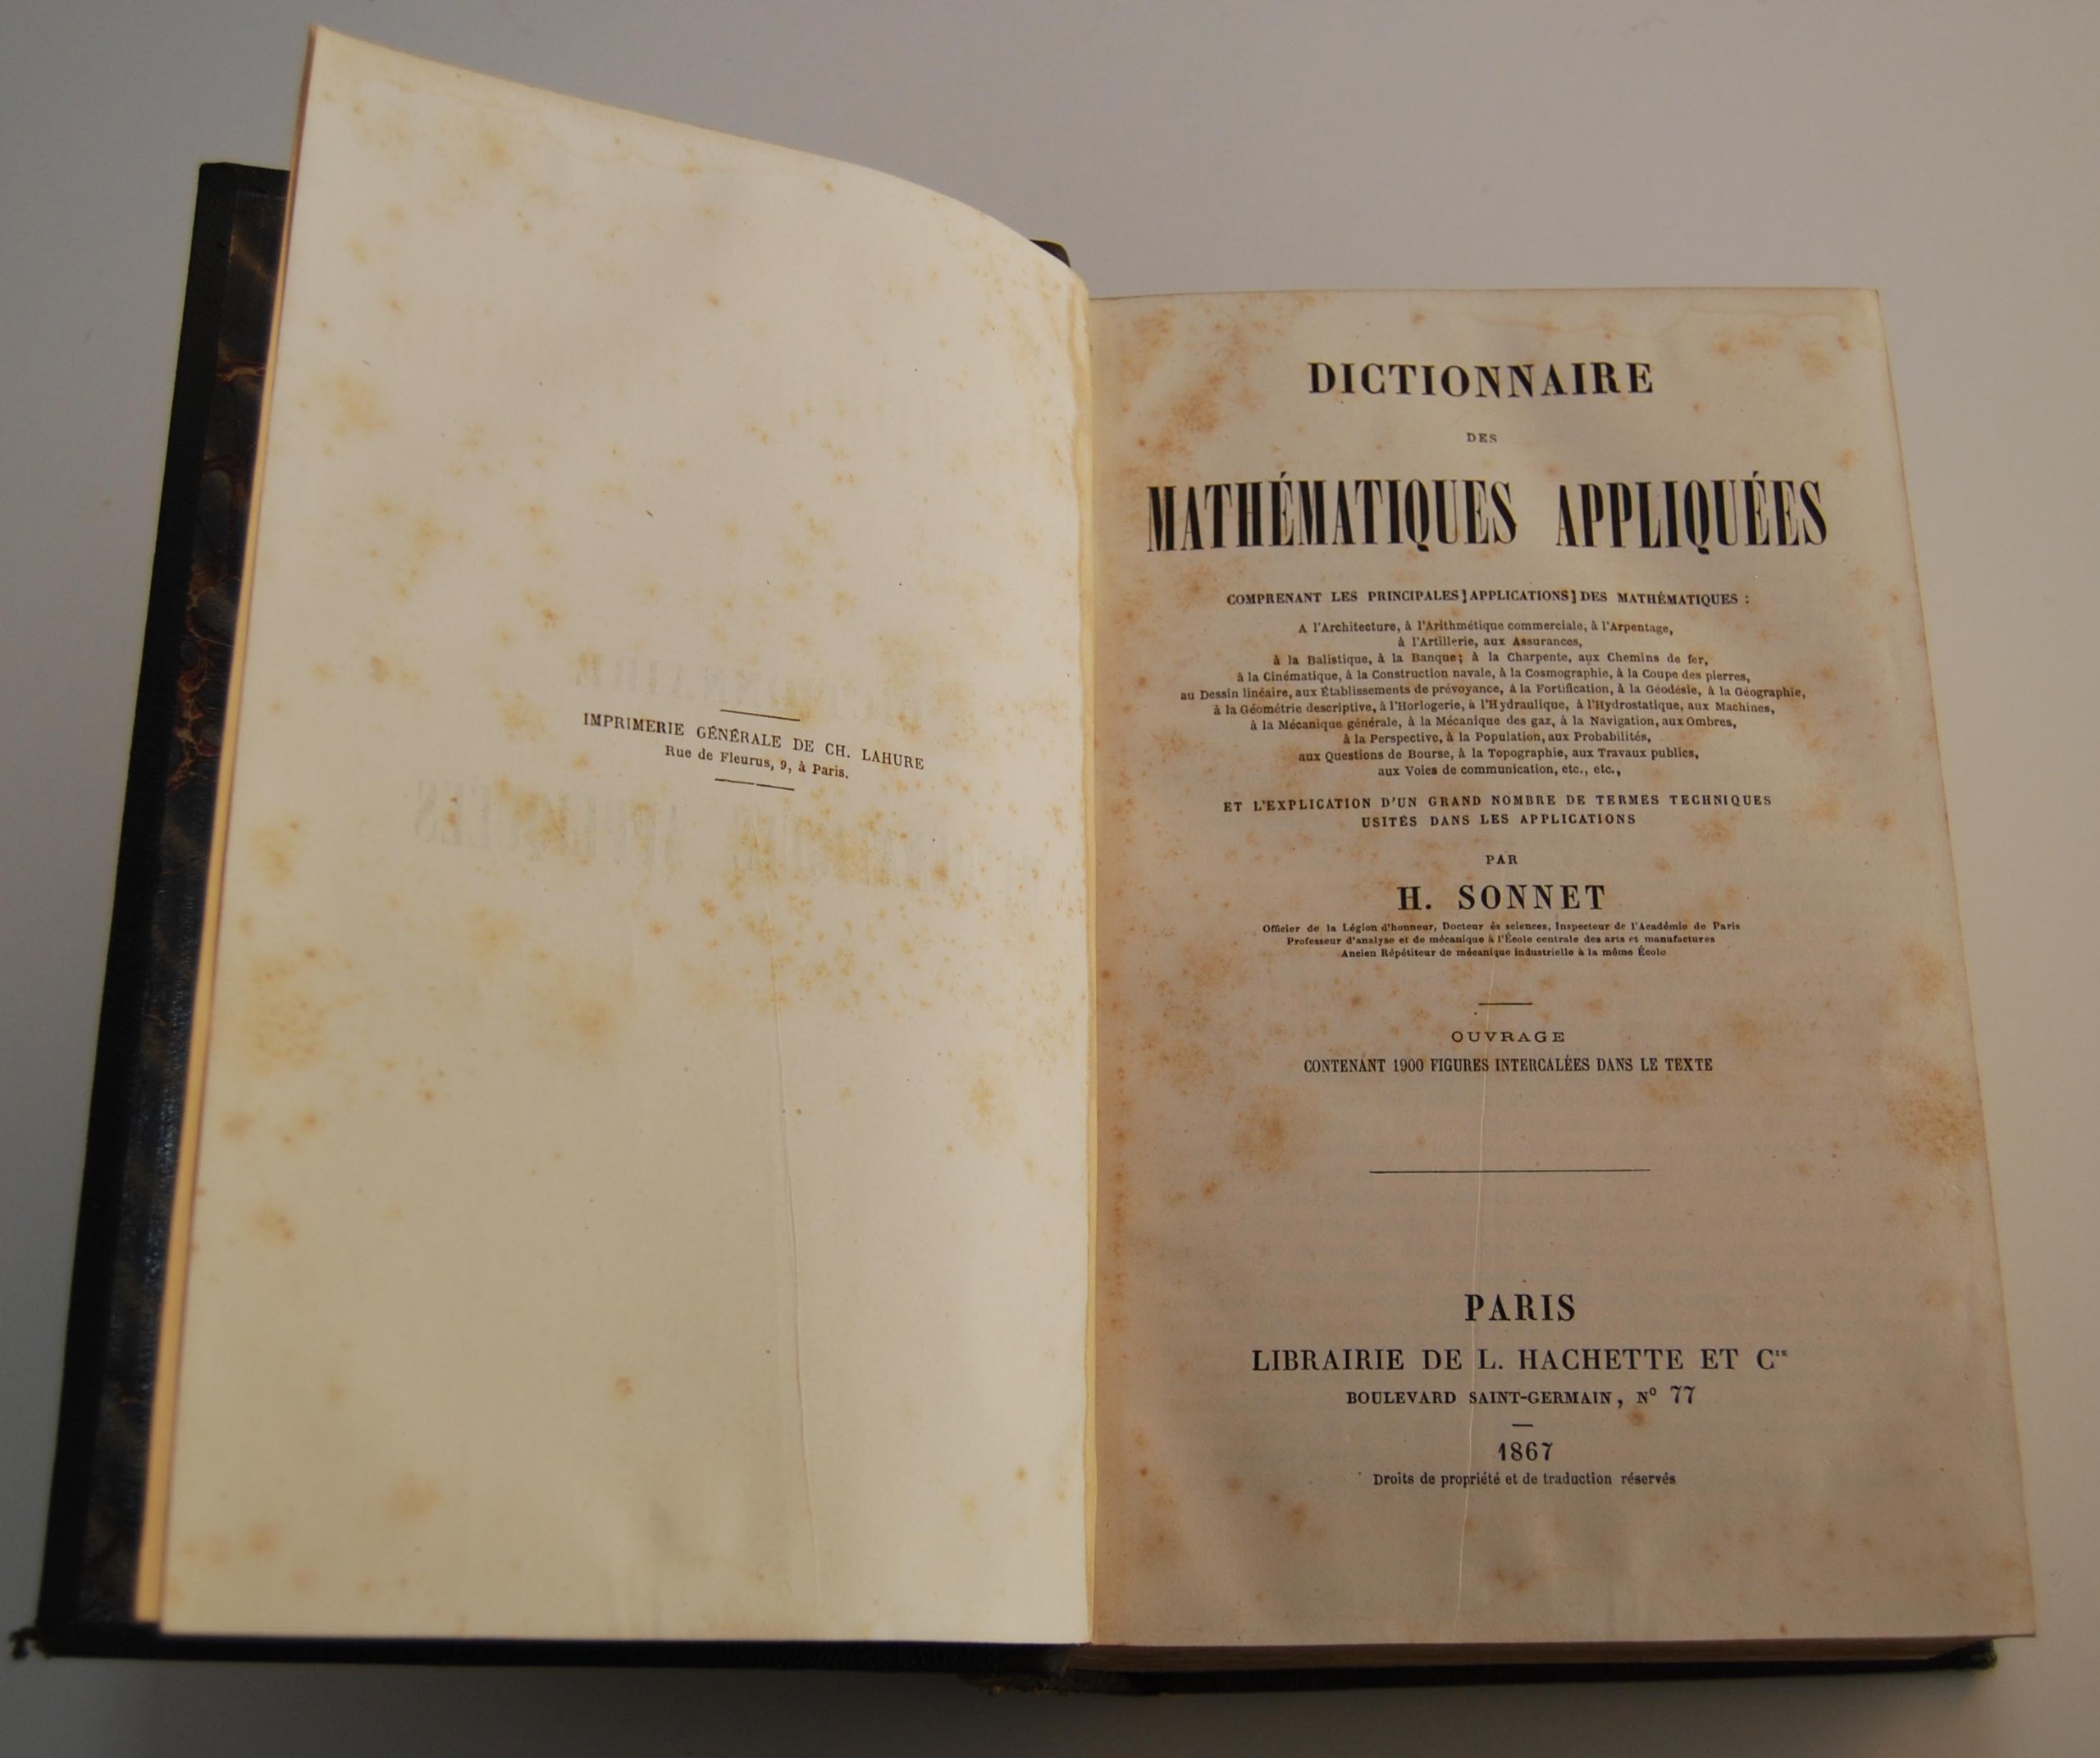 IMPRIMERIE GÉNÉRALE DE CH. LAHURE
Rue de Fleurus, 9, à Paris.
DICTIONNAIRE
DES
MATHÉMATIQUES APPLIQUÉES
COMPRENANT LES PRINCIPALES] APPLICATIONS] DES MATHÉMATIQUES :
A l'Architecture, à l'Arithmétique commerciale, à l'Arpentage,
à l'Artillerie, aux Assurances,
à la Balistique, à la Banque; à la Charpente, aux Chemins de fer,
à la Cinématique, à la Construction navale, à la Cosmographie, à la Coupe des pierres,
au Dessin linéaire, aux Établissements de prévoyance, à la Fortification, à la Géodésie, à la Géographie,
à la Géométrie descriptive, à l'Horlogerie, à l'Hydraulique, à l'Hydrostatique, aux Machines,
à la Mécanique générale, à la Mécanique des gaz, à la Navigation, aux Ombres,
à la Perspective, à la Population, aux Probabilités,
aux Questions de Bourse, à la Topographie, aux Travaux publics,
aux Voies de communication, etc., etc.,
ET L'EXPLICATION D'UN GRAND NOMBRE DE TERMES TECHNIQUES
USITÉS DANS LES APPLICATIONS
PAR
H. SONNET
Officier de la Légion d'honneur, Docteur ès sciences, Inspecteur de l'Académie de Paris
Professeur d'analyse et de mécanique à l'École centrale des arts et manufactures
Ancien Répétiteur de mécanique industrielle à la même École
OUVRAGE
CONTENANT 1900 FIGURES INTERCALÉES DANS LE TEXTE
PARIS
LIBRAIRIE DE L. HACHETTE ET Cie
BOULEVARD SAINT-GERMAIN, No 77
1867
Droits de propriété et de traduction réservés